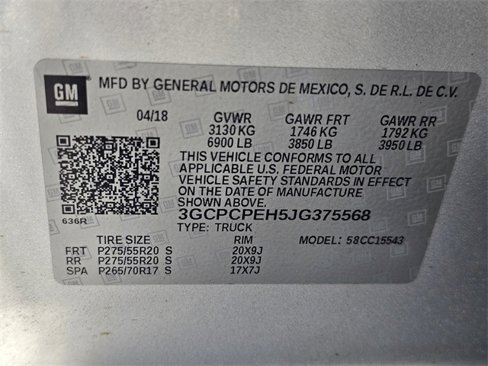 GM
MFD BY GENERAL MOTORS DE MEXICO, S. DE R.L. DE C.V.
04/18 GVWR GAWR FRT GAWR RR
3130 KG 1746 KG 1792 KG
6900 LB 3850 LB 3950 LB
THIS VEHICLE CONFORMS TO ALL
APPLICABLE U.S. FEDERAL MOTOR
VEHICLE SAFETY STANDARDS IN EFFECT
ON THE DATE OF MANUFACTURE
SHOWN ABOVE.
3GCPCPEH5JG375568
636R
TYPE: TRUCK
TIRE SIZE RIM MODEL: 58CC15543
FRT P275/55R20 S 20X9J
RR P275/55R20 S 20X9J
SPA P265/70R17 S 17X7J